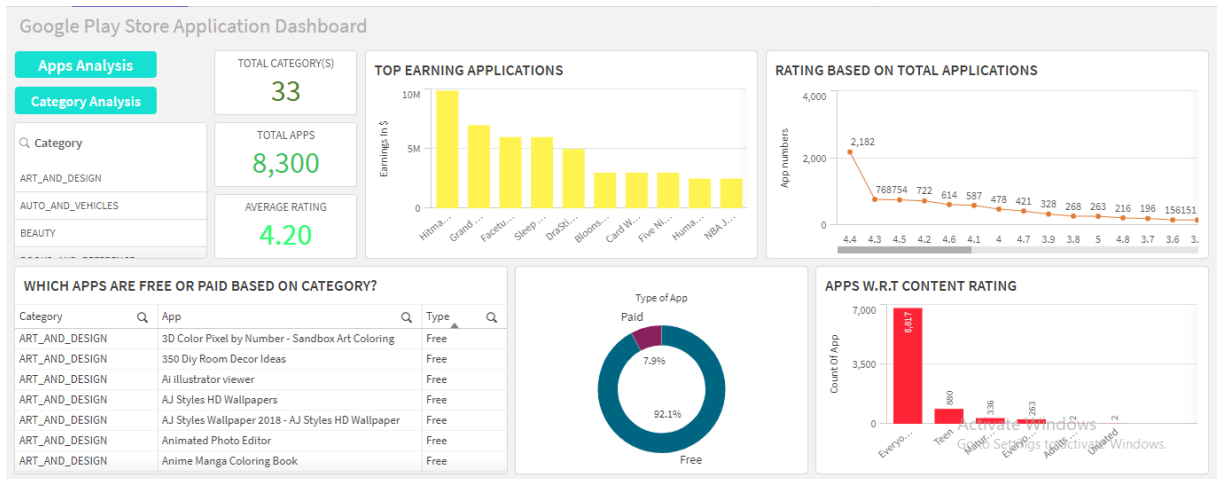 Google Play Store Application Dashboard
Apps Analysis
Category Analysis
Category
ART_AND_DESIGN
AUTO_AND_VEHICLES
BEAUTY
TOTAL CATEGORY(S)
33
TOTAL APPS
8,300
AVERAGE RATING
4.20
TOP EARNING APPLICATIONS
Earnings In $
10M
5M
0
Hitma...
Grand ...
Facetu...
Sleep ...
DraSti...
Bloons...
Card W...
Five Ni...
Huma...
NBA J...
RATING BASED ON TOTAL APPLICATIONS
App numbers
4,000
2,000
0
2,182 768 754 722 614 587 478 421 328 268 263 216 196 156 151
4.4 4.3 4.5 4.2 4.6 4.1 4 4.7 3.9 3.8 5 4.8 3.7 3.6 3.
WHICH APPS ARE FREE OR PAID BASED ON CATEGORY?
Category App Type
ART_AND_DESIGN 3D Color Pixel by Number - Sandbox Art Coloring Free
ART_AND_DESIGN 350 Diy Room Decor Ideas Free
ART_AND_DESIGN Ai illustrator viewer Free
ART_AND_DESIGN AJ Styles HD Wallpapers Free
ART_AND_DESIGN AJ Styles Wallpaper 2018 - AJ Styles HD Wallpaper Free
ART_AND_DESIGN Animated Photo Editor Free
ART_AND_DESIGN Anime Manga Coloring Book Free
Type of App
Paid
7.9%
92.1%
Free
APPS W.R.T CONTENT RATING
Count Of App
7,000
3,500
0
6,817
880
336
263
2
2
Everyo...
Teen
Matur...
Everyo...
Adults ...
Unrated
Activate Windows
Go to Settings to activate Windows.